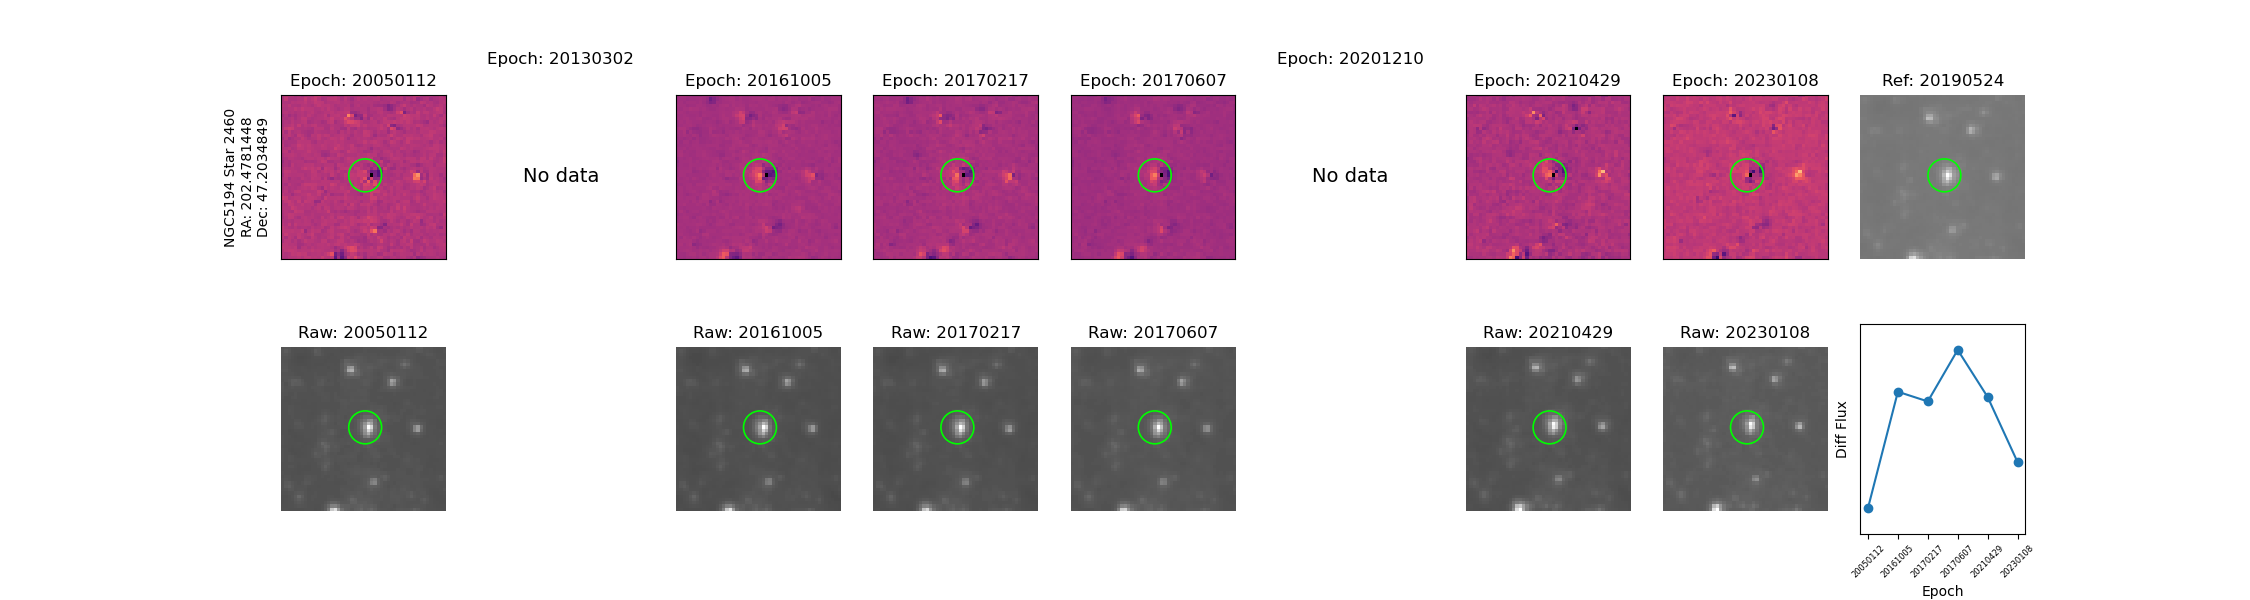 Epoch: 20130302
Epoch: 20201210
Epoch: 20050112
Epoch: 20161005
Epoch: 20170217
Epoch: 20170607
Epoch: 20210429
Epoch: 20230108
Ref: 20190524
NGC5194 Star 2460
RA: 202.4781448
Dec: 47.2034849
No data
No data
Raw: 20050112
Raw: 20161005
Raw: 20170217
Raw: 20170607
Raw: 20210429
Raw: 20230108
Diff Flux
20050112
20161005
20170217
20170607
20210429
20230108
Epoch